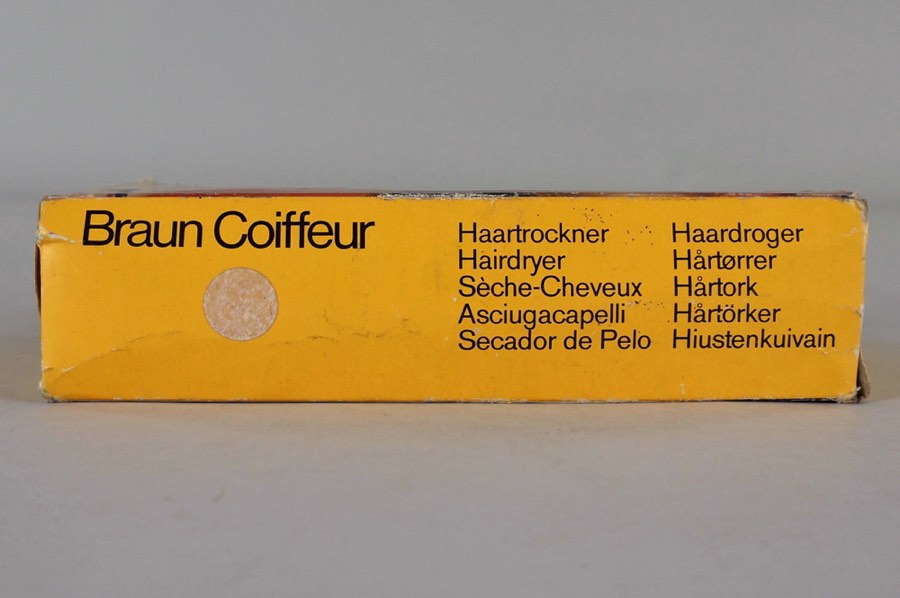 Braun Coiffeur
Haartrockner
Hairdryer
Sèche-Cheveux
Asciugacapelli
Secador de Pelo
Haardroger
Hårtørrer
Hårtork
Hårtörker
Hiustenkuivain